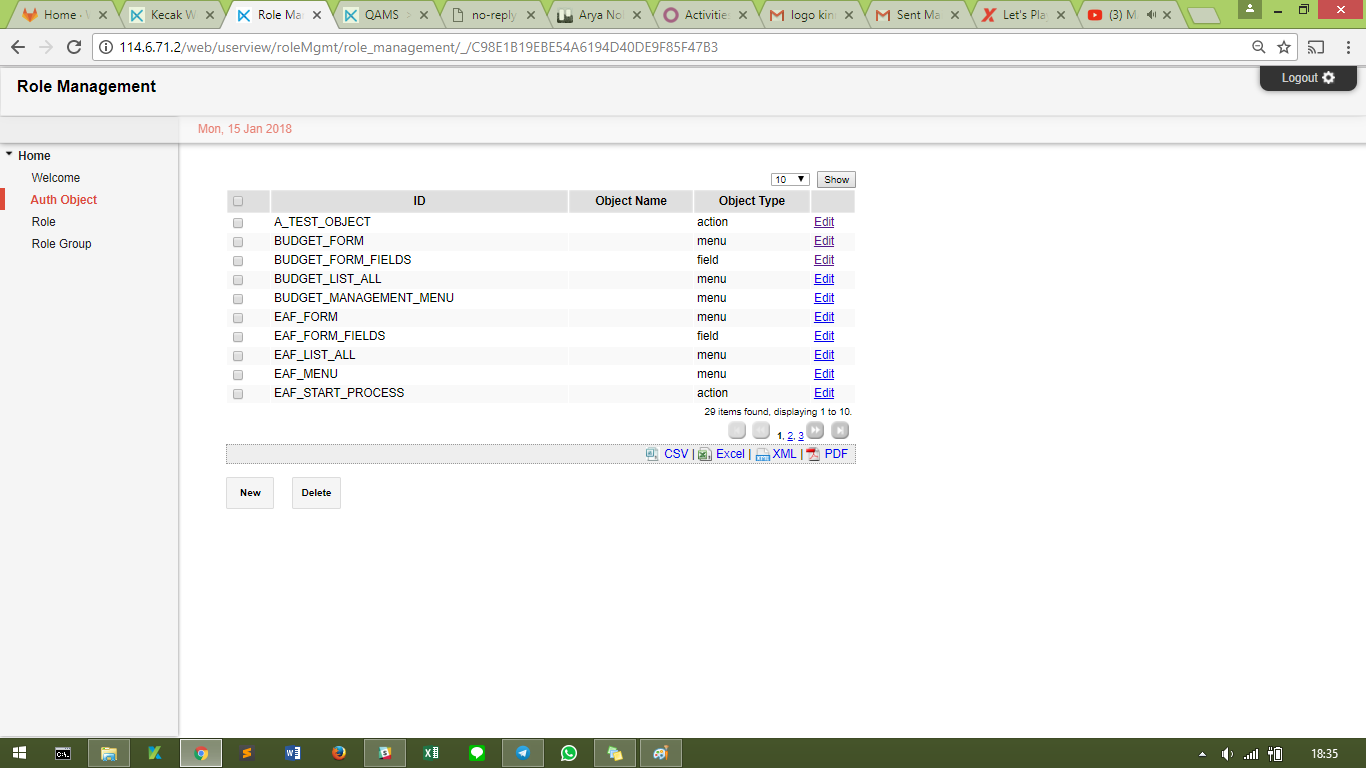 Home - W
Kecak W
Role Ma
QAMS
no-reply
Arya No
Activitie
logo kin
Sent Ma
Let's Pla
(3) M
114.6.71.2/web/userview/roleMgmt/role_management/_/C98E1B19EBE54A6194D40DE9F85F47B3
Role Management
Logout
Mon, 15 Jan 2018
Home
Welcome
Auth Object
Role
Role Group
10 Show
ID Object Name Object Type
A_TEST_OBJECT action Edit
BUDGET_FORM menu Edit
BUDGET_FORM_FIELDS field Edit
BUDGET_LIST_ALL menu Edit
BUDGET_MANAGEMENT_MENU menu Edit
EAF_FORM menu Edit
EAF_FORM_FIELDS field Edit
EAF_LIST_ALL menu Edit
EAF_MENU menu Edit
EAF_START_PROCESS action Edit
29 items found, displaying 1 to 10.
1, 2, 3
CSV | Excel | XML | PDF
New Delete
18:35